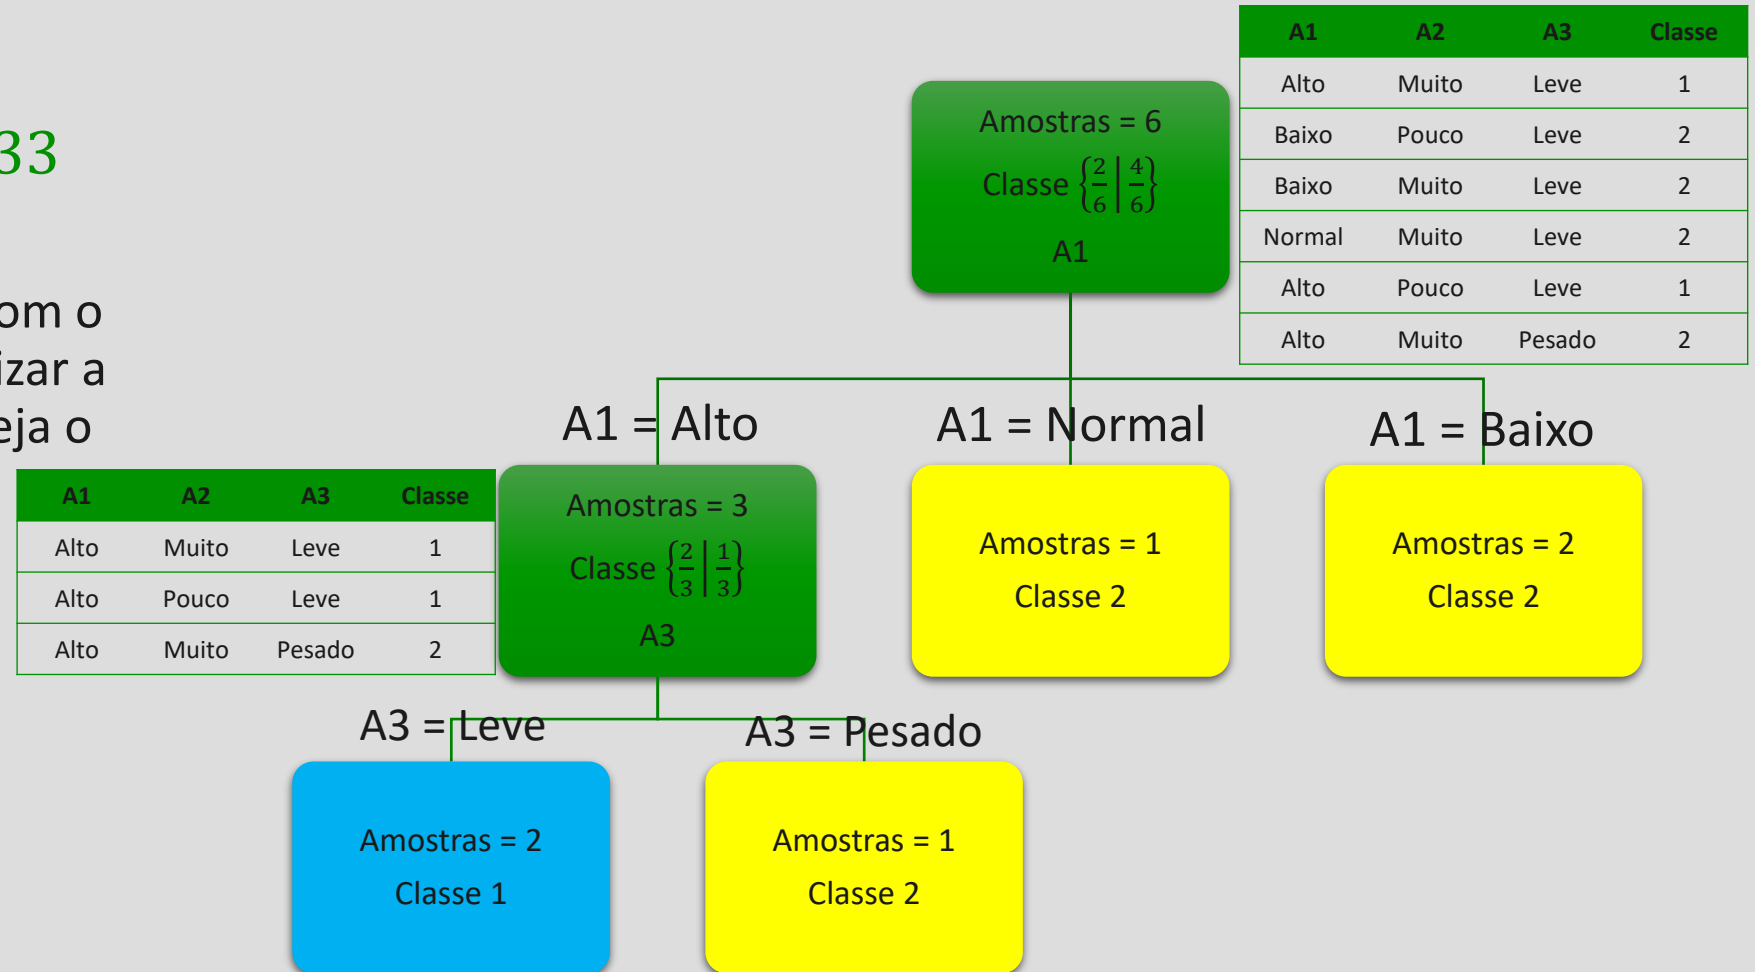 33
om o
izar a
eja o
A1 A2 A3 Classe
Alto Muito Leve 1
Baixo Pouco Leve 2
Baixo Muito Leve 2
Normal Muito Leve 2
Alto Pouco Leve 1
Alto Muito Pesado 2
Amostras = 6
Classe {2/6 | 4/6}
A1
A1 = Alto
A1 = Normal
A1 = Baixo
A1 A2 A3 Classe
Alto Muito Leve 1
Alto Pouco Leve 1
Alto Muito Pesado 2
Amostras = 3
Classe {2/3 | 1/3}
A3
Amostras = 1
Classe 2
Amostras = 2
Classe 2
A3 = Leve
A3 = Pesado
Amostras = 2
Classe 1
Amostras = 1
Classe 2